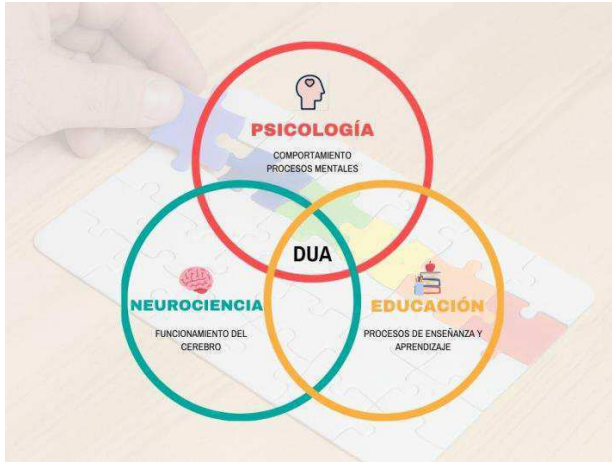 PSICOLOGÍA
COMPORTAMIENTO
PROCESOS MENTALES
DUA
NEUROCIENCIA
FUNCIONAMIENTO DEL
CEREBRO
EDUCACIÓN
PROCESOS DE ENSEÑANZA Y
APRENDIZAJE